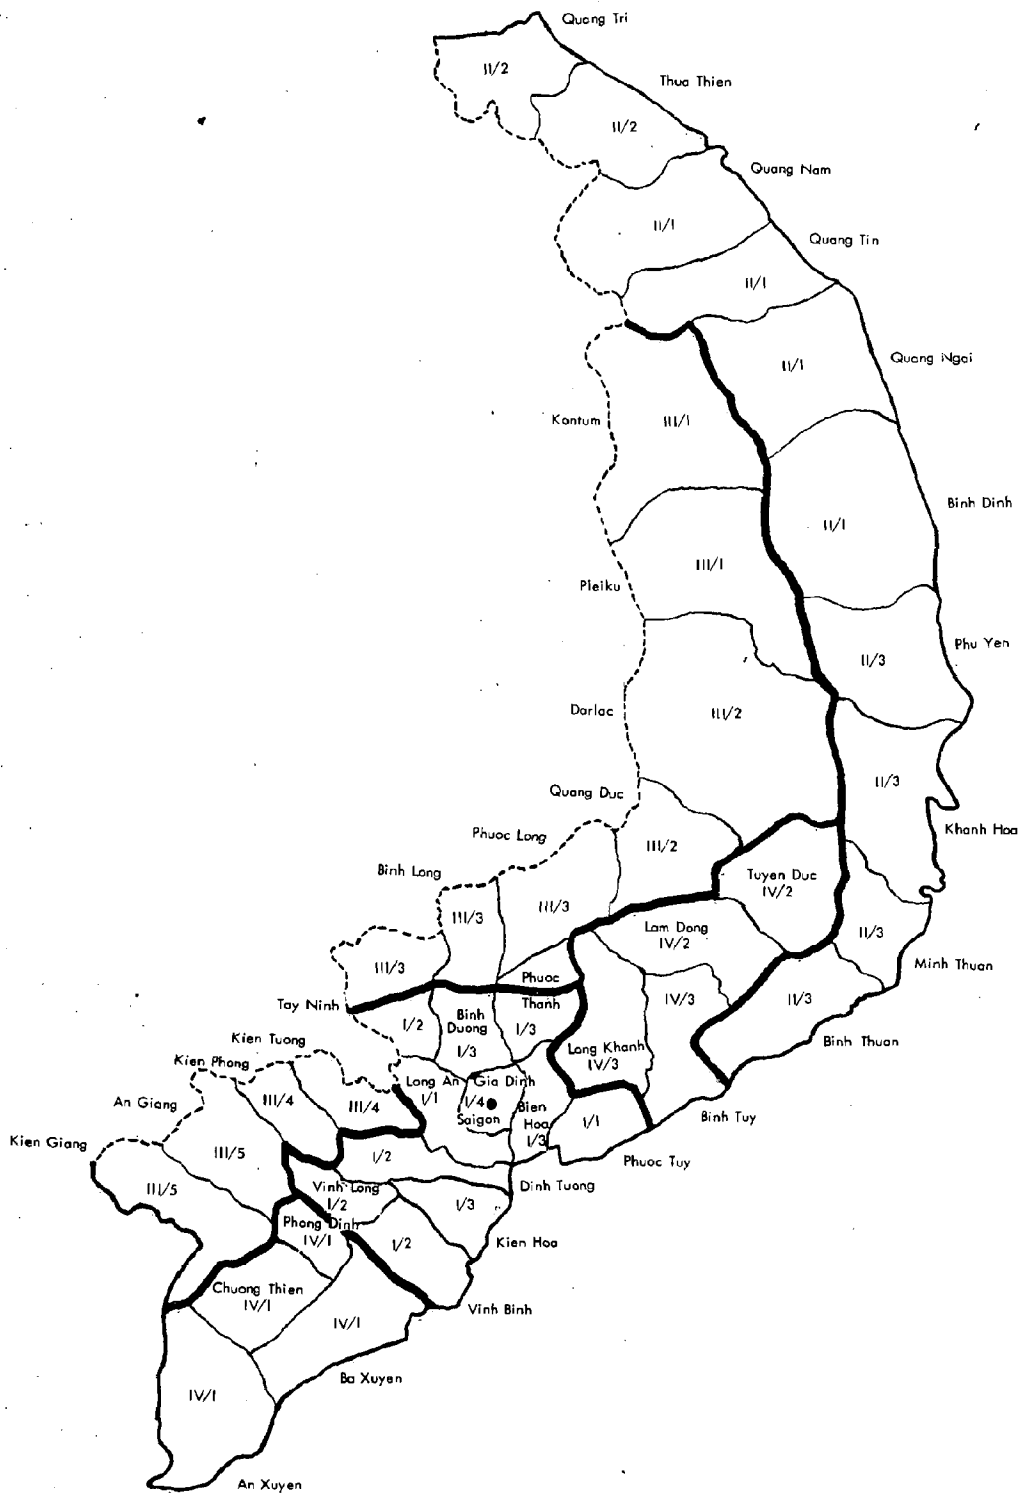 Quang Tri
II/2
Thua Thien
II/2
Quang Nam
II/1
Quang Tin
II/1
Quang Ngai
II/1
Kontum
III/1
Binh Dinh
II/1
III/1
Pleiku
Phu Yen
II/3
Darlac
III/2
II/3
Quang Duc
Khanh Hoa
Phuoc Long
III/2
Binh Long
Tuyen Duc
IV/2
III/3
III/3
Lam Dong
IV/2
II/3
Minh Thuan
III/3
Phuoc
Thanh
IV/3
II/3
Tay Ninh
I/2
Binh
Duong
I/3
I/3
Binh Thuan
Kien Tuong
Long Khanh
IV/3
Kien Phong
Long An
I/1
Gia Dinh
I/4
Saigon
An Giang
III/4
III/4
Bien
Hoa
I/3
I/1
Binh Tuy
Kien Giang
III/5
I/2
Phuoc Tuy
III/5
Vinh Long
I/2
Dinh Tuong
I/3
Phong Dinh
IV/1
I/2
Kien Hoa
Chuong Thien
IV/1
Vinh Binh
IV/1
Ba Xuyen
IV/1
An Xuyen